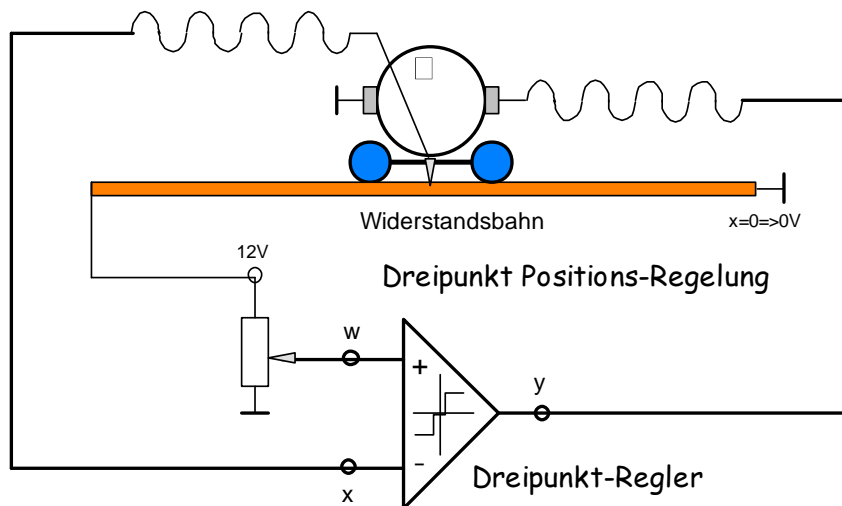 Widerstandsbahn
x=0=>0V
12V
Dreipunkt Positions-Regelung
w
+
y
-
x
Dreipunkt-Regler